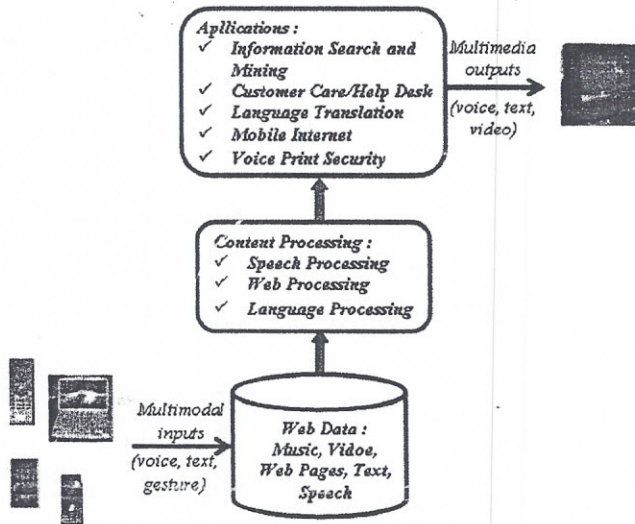 Apllications :
✓ Information Search and
Mining
✓ Customer Care/Help Desk
✓ Language Translation
✓ Mobile Internet
✓ Voice Print Security
Multimedia
outputs
(voice, text,
video)
Content Processing :
✓ Speech Processing
✓ Web Processing
✓ Language Processing
Multimodal
inputs
(voice, text,
gesture)
Web Data :
Music, Vidoe,
Web Pages, Text,
Speech